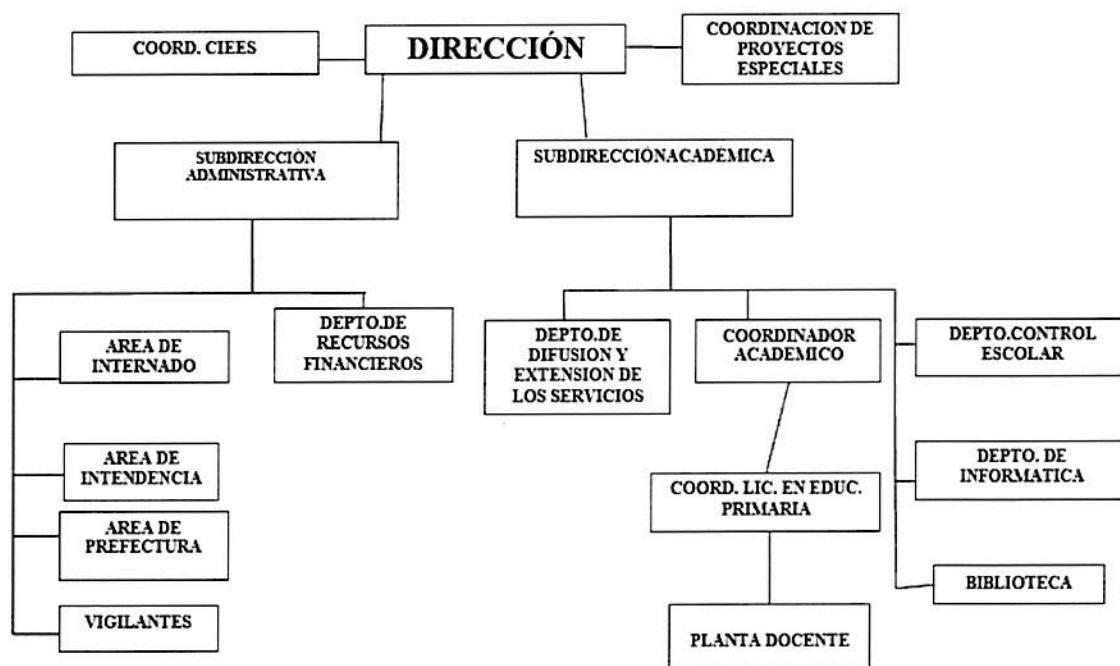 COORD. CIEES
DIRECCIÓN
COORDINACION DE
PROYECTOS
ESPECIALES
SUBDIRECCIÓN
ADMINISTRATIVA
SUBDIRECCIÓNACADÉMICA
AREA DE
INTERNADO
DEPTO.DE
RECURSOS
FINANCIEROS
DEPTO.DE
DIFUSION Y
EXTENSION DE
LOS SERVICIOS
COORDINADOR
ACADEMICO
DEPTO.CONTROL
ESCOLAR
AREA DE
INTENDENCIA
COORD. LIC. EN EDUC.
PRIMARIA
DEPTO. DE
INFORMATICA
AREA DE
PREFECTURA
BIBLIOTECA
VIGILANTES
PLANTA DOCENTE